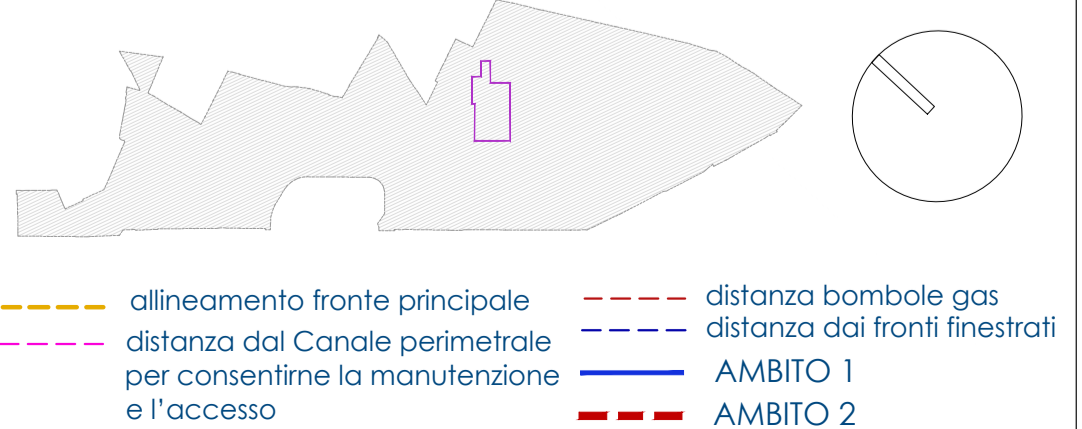 allineamento fronte principale
distanza dal Canale perimetrale
per consentirne la manutenzione
e l'accesso
distanza bombole gas
distanza dai fronti finestrati
AMBITO 1
AMBITO 2